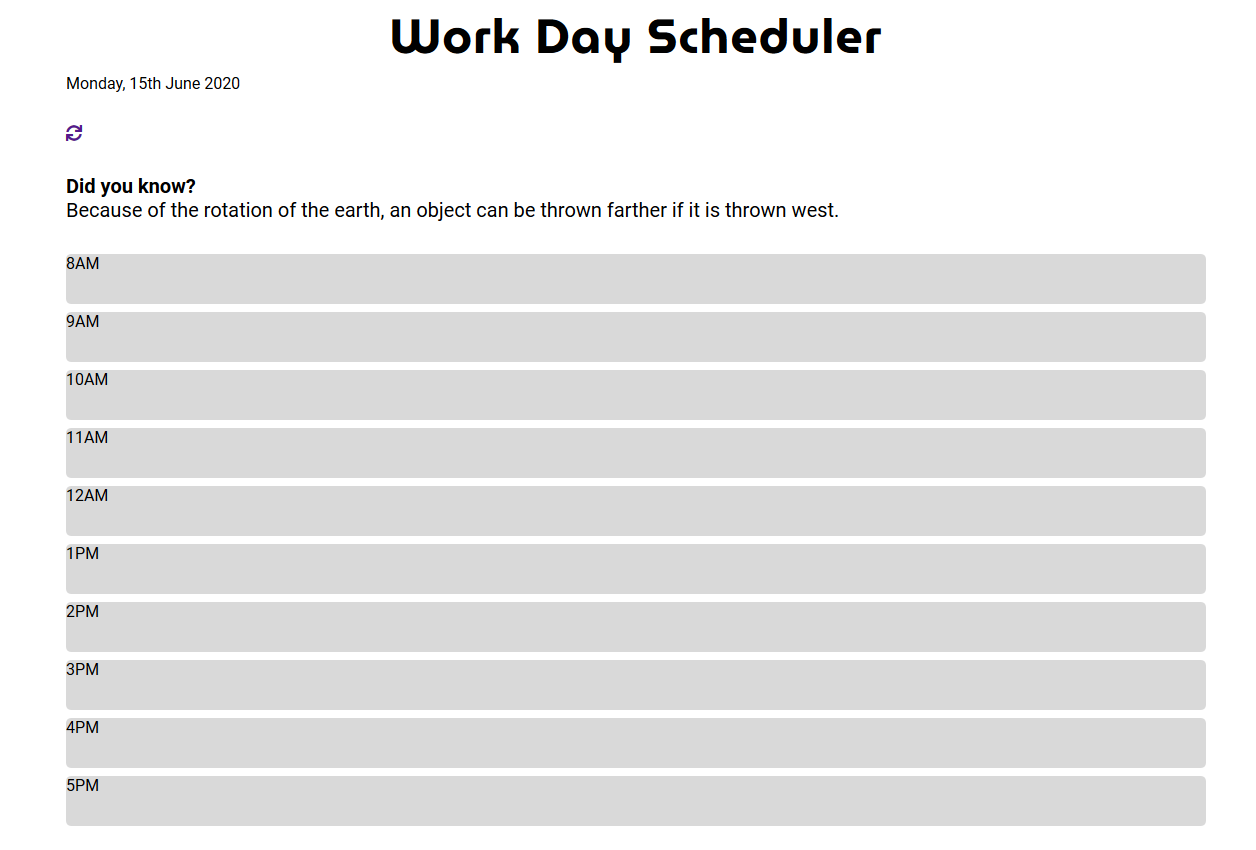 Work Day Scheduler
Monday, 15th June 2020
Did you know?
Because of the rotation of the earth, an object can be thrown farther if it is thrown west.
8AM
9AM
10AM
11AM
12AM
1PM
2PM
3PM
4PM
5PM